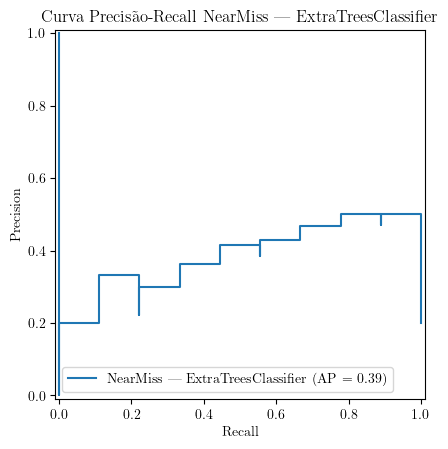 Curva Precisão-Recall NearMiss — ExtraTreesClassifier
1.0
0.8
0.6
0.4
0.2
0.0
Precision
NearMiss — ExtraTreesClassifier (AP = 0.39)
0.0 0.2 0.4 0.6 0.8 1.0
Recall